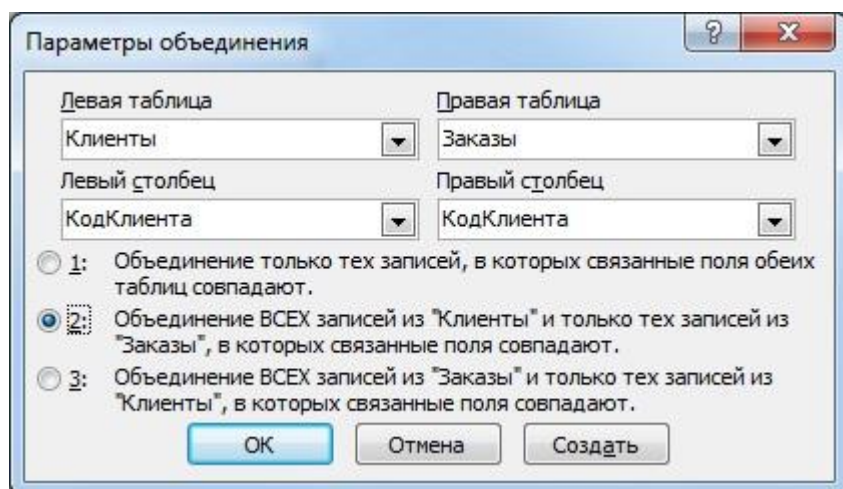 Параметры объединения
Левая таблица
Правая таблица
Клиенты
Заказы
Левый столбец
Правый столбец
КодКлиента
КодКлиента
1: Объединение только тех записей, в которых связанные поля обеих
таблиц совпадают.
2: Объединение ВСЕХ записей из "Клиенты" и только тех записей из
"Заказы", в которых связанные поля совпадают.
3: Объединение ВСЕХ записей из "Заказы" и только тех записей из
"Клиенты", в которых связанные поля совпадают.
ОК
Отмена
Создать